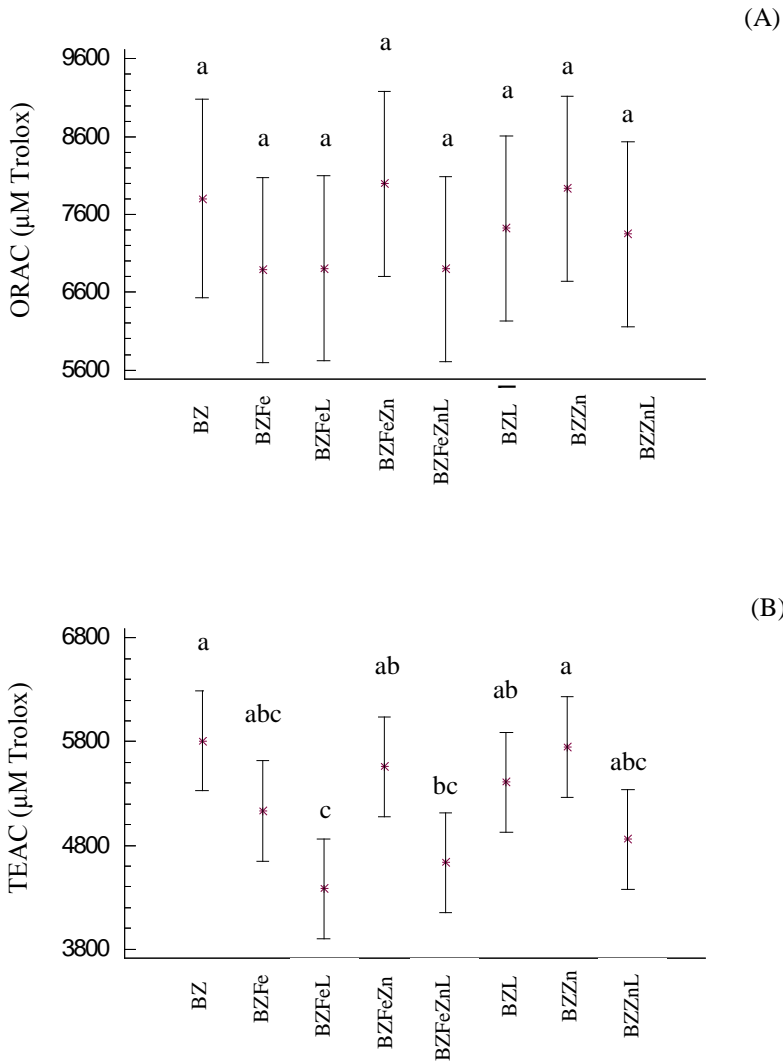 (A)
a a a a a a a a
ORAC (µM Trolox)
9600
8600
7600
6600
5600
BZ BZFe BZFeL BZFeZn BZFeZnL BZL BZZn BZZnL
(B)
a abc c ab bc ab a abc
TEAC (µM Trolox)
6800
5800
4800
3800
BZ BZFe BZFeL BZFeZn BZFeZnL BZL BZZn BZZnL